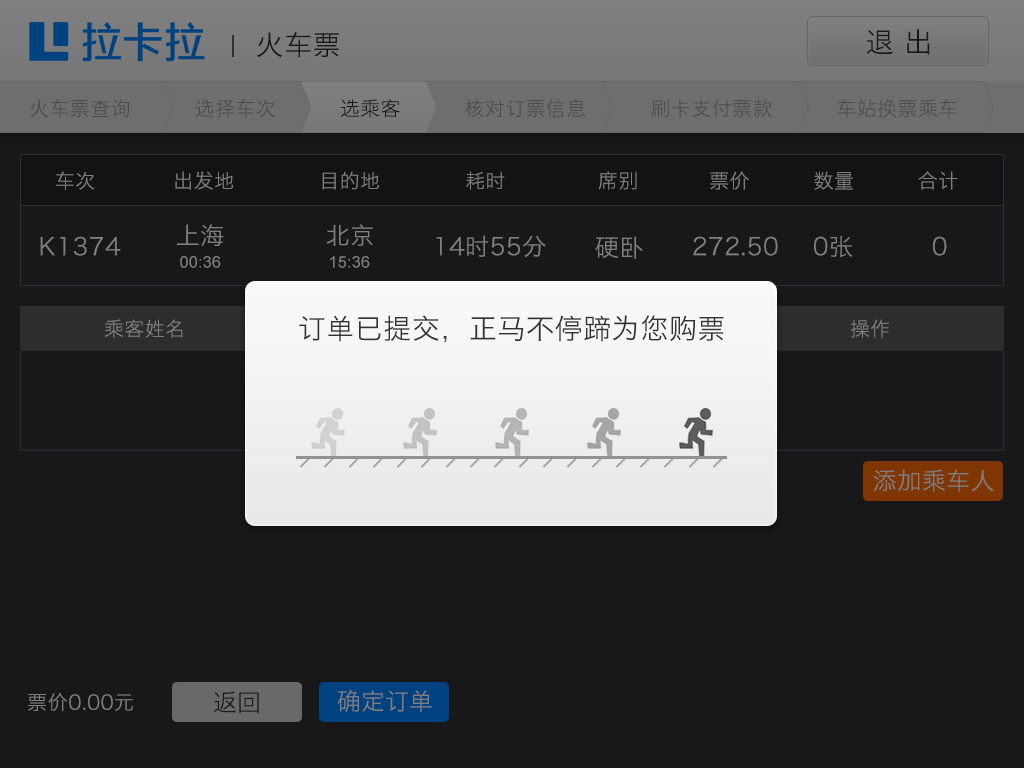 拉卡拉 | 火车票
退 出
火车票查询 选择车次 选乘客 核对订票信息 刷卡支付票款 车站换票乘车
车次 出发地 目的地 耗时 席别 票价 数量 合计
K1374 上海 北京 14时55分 硬卧 272.50 0张 0
00:36 15:36
乘客姓名 操作
订单已提交，正马不停蹄为您购票
添加乘车人
票价0.00元 返回 确定订单